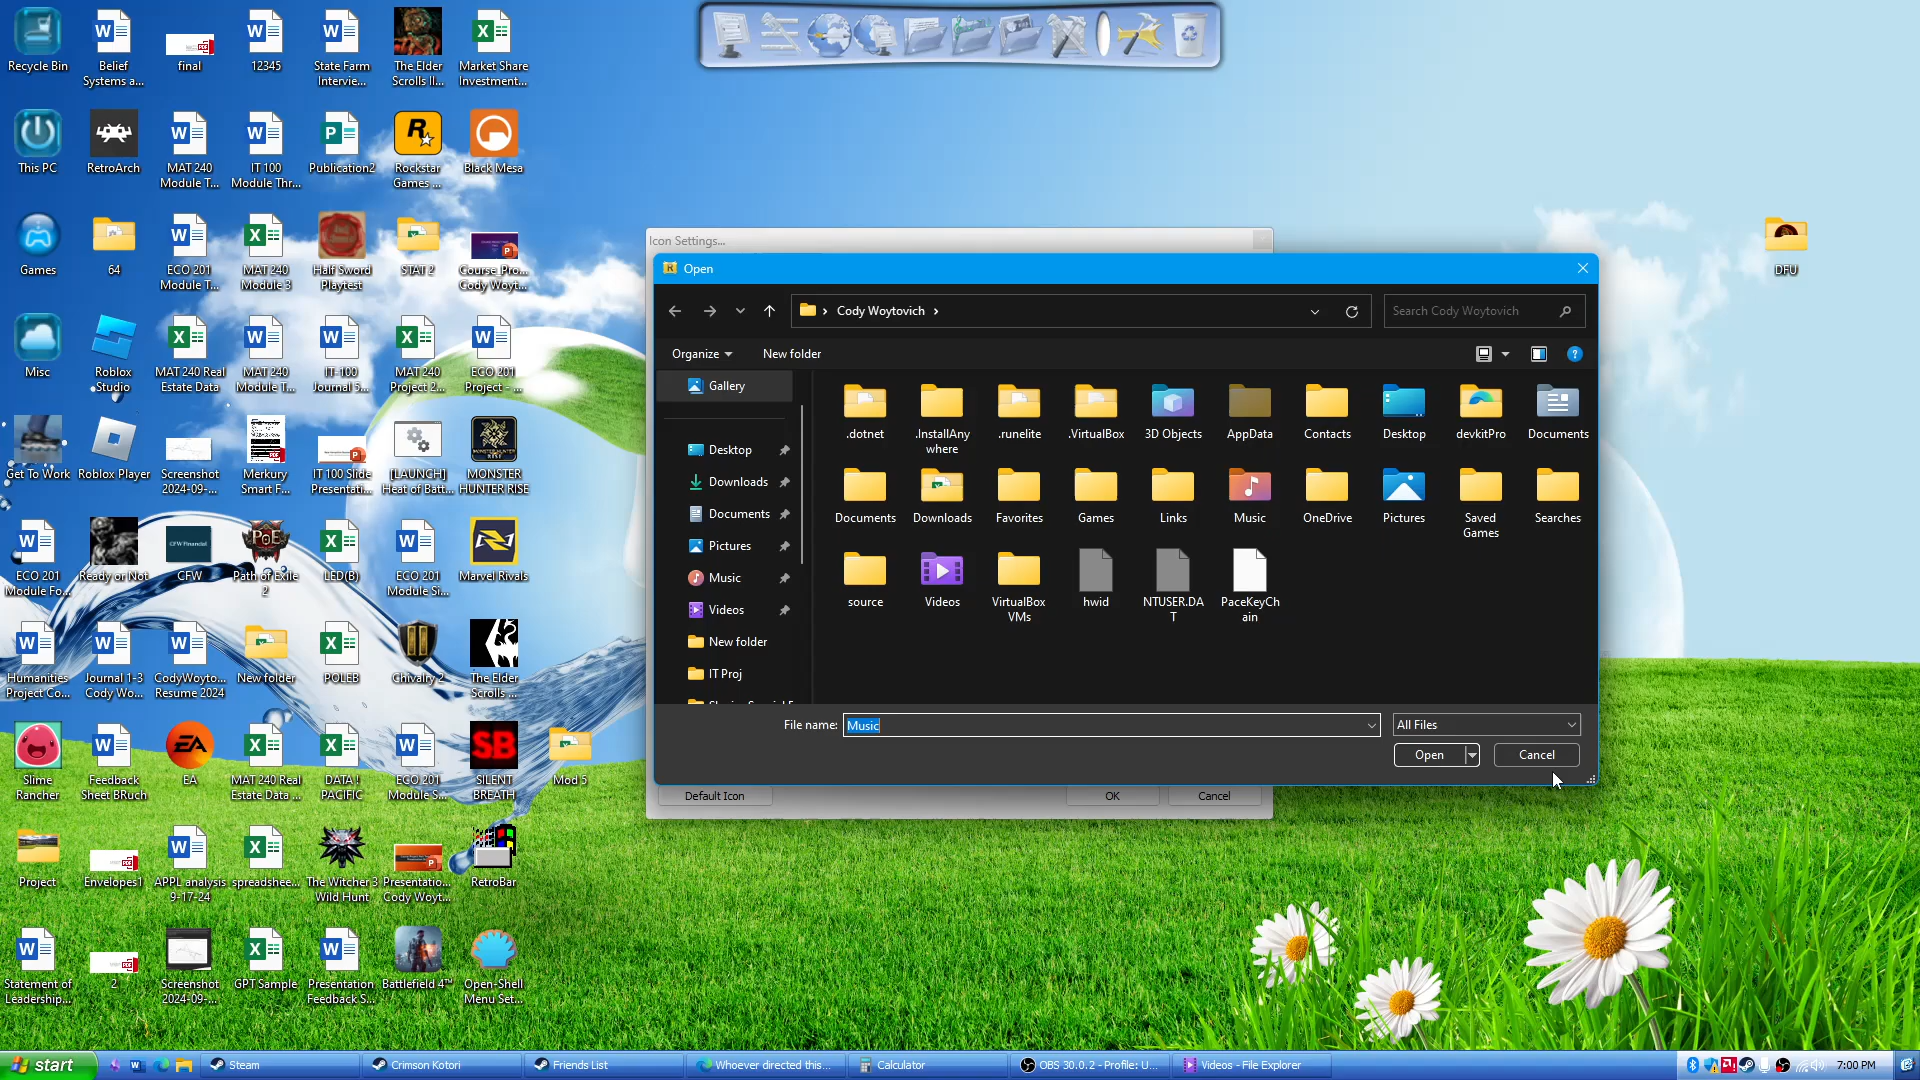 Recycle Bin
Belief
Systems a...
final
12345
State Farm
Intervie...
The Elder
Scrolls II...
Market Share
Investment...
This PC
RetroArch
MAT 240
Module T...
IT 100
Module Thr...
Publication2
Rockstar
Games ...
Black Mesa
Games
64
ECO 201
Module T...
MAT 240
Module 3
Half Sword
Playtest
STAT 2
Course_Pro...
Cody Woyt...
DFU
Misc
Roblox
Studio
MAT 240 Real
Estate Data
MAT 240
Module T...
IT-100
Journal 5...
MAT 240
Project 2...
ECO 201
Project - ...
Get To Work
Roblox Player
Screenshot
2024-09-...
Merkury
Smart F...
IT 100 Slide
Presentati...
[LAUNCH]
Heat of Batt...
MONSTER
HUNTER RISE
ECO 201
Module Fo...
Ready or Not
CFW Financial
CFW
Path of Exile
2
LED(B)
ECO 201
Module Si...
Marvel Rivals
Humanities
Project Co...
Journal 1-3
Cody Wo...
CodyWoyto...
Resume 2024
New folder
POLEB
Chivalry 2
The Elder
Scrolls ...
Slime
Rancher
Feedback
Sheet BRuch
EA
MAT 240 Real
Estate Data ...
DATA !
PACIFIC
ECO 201
Module S...
SB
SILENT
BREATH
Mod 5
Project
Envelopes1
APPL analysis
9-17-24
spreadshee...
The Witcher 3
Wild Hunt
Presentatio...
Cody Woyt...
RetroBar
Statement of
Leadership...
2
Screenshot
2024-09-...
GPT Sample
Presentation
Feedback S...
Battlefield 4™
Open-Shell
Menu Set...
Icon Settings...
Open
Cody Woytovich
Search Cody Woytovich
Organize
New folder
Gallery
Desktop
Downloads
Documents
Pictures
Music
Videos
New folder
IT Proj
.dotnet
.InstallAny
where
.runelite
.VirtualBox
3D Objects
AppData
Contacts
Desktop
devkitPro
Documents
Documents
Downloads
Favorites
Games
Links
Music
OneDrive
Pictures
Saved
Games
Searches
source
Videos
VirtualBox
VMs
hwid
NTUSER.DA
T
PaceKeyCh
ain
File name:
Music
All Files
Open
Cancel
Default Icon
OK
Cancel
start
Steam
Crimson Kotori
Friends List
Whoever directed this...
Calculator
OBS 30.0.2 - Profile: U...
Videos - File Explorer
7:00 PM